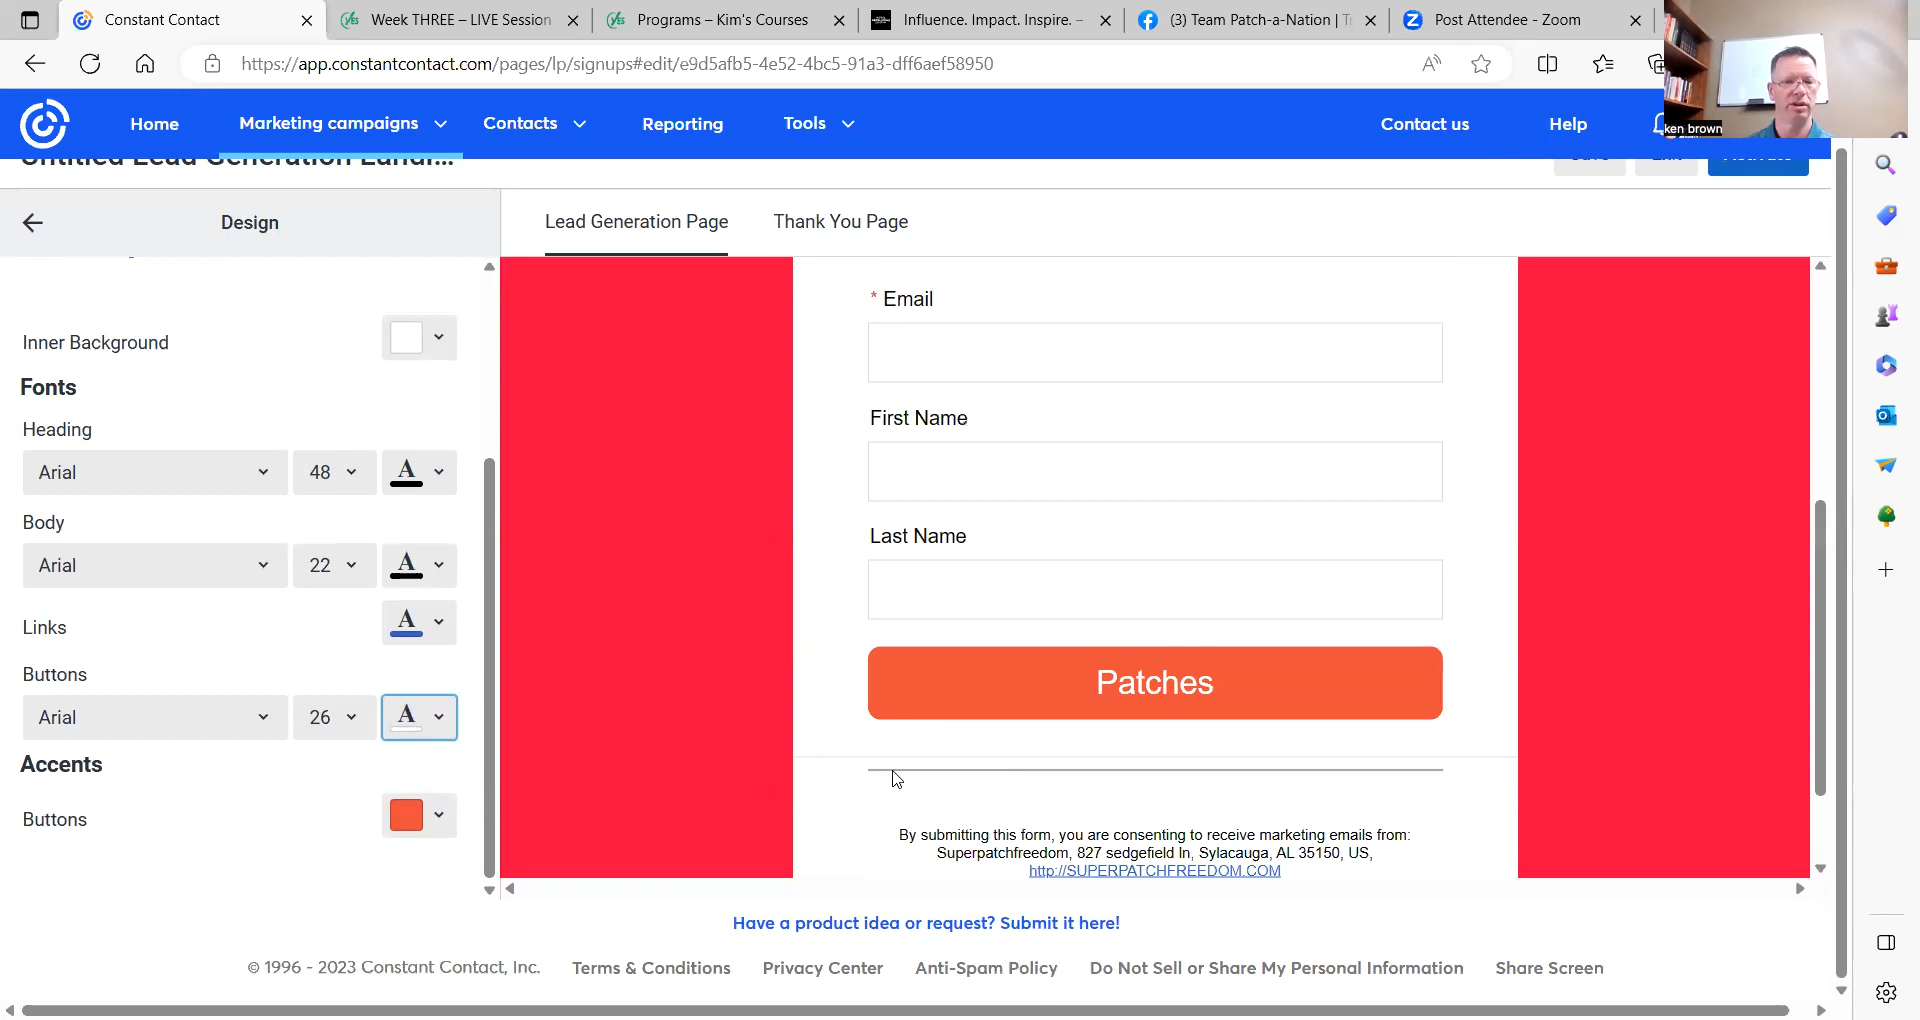 Constant Contact
Week THREE – LIVE Session
Programs – Kim's Courses
Influence. Impact. Inspire. –
(3) Team Patch-a-Nation |
Post Attendee - Zoom
https://app.constantcontact.com/pages/lp/signups#edit/e9d5afb5-4e52-4bc5-91a3-dff6aef58950
ken brown
Home
Marketing campaigns
Contacts
Reporting
Tools
Contact us
Help
Untitled Lead Generation Landi...
Design
Lead Generation Page
Thank You Page
Inner Background
Fonts
Heading
Arial
48
A
Body
Arial
22
A
Links
A
Buttons
Arial
26
A
Accents
Buttons
* Email
First Name
Last Name
Patches
By submitting this form, you are consenting to receive marketing emails from:
Superpatchfreedom, 827 sedgefield ln, Sylacauga, AL 35150, US,
http://SUPERPATCHFREEDOM.COM
Have a product idea or request? Submit it here!
© 1996 - 2023 Constant Contact, Inc.
Terms & Conditions
Privacy Center
Anti-Spam Policy
Do Not Sell or Share My Personal Information
Share Screen